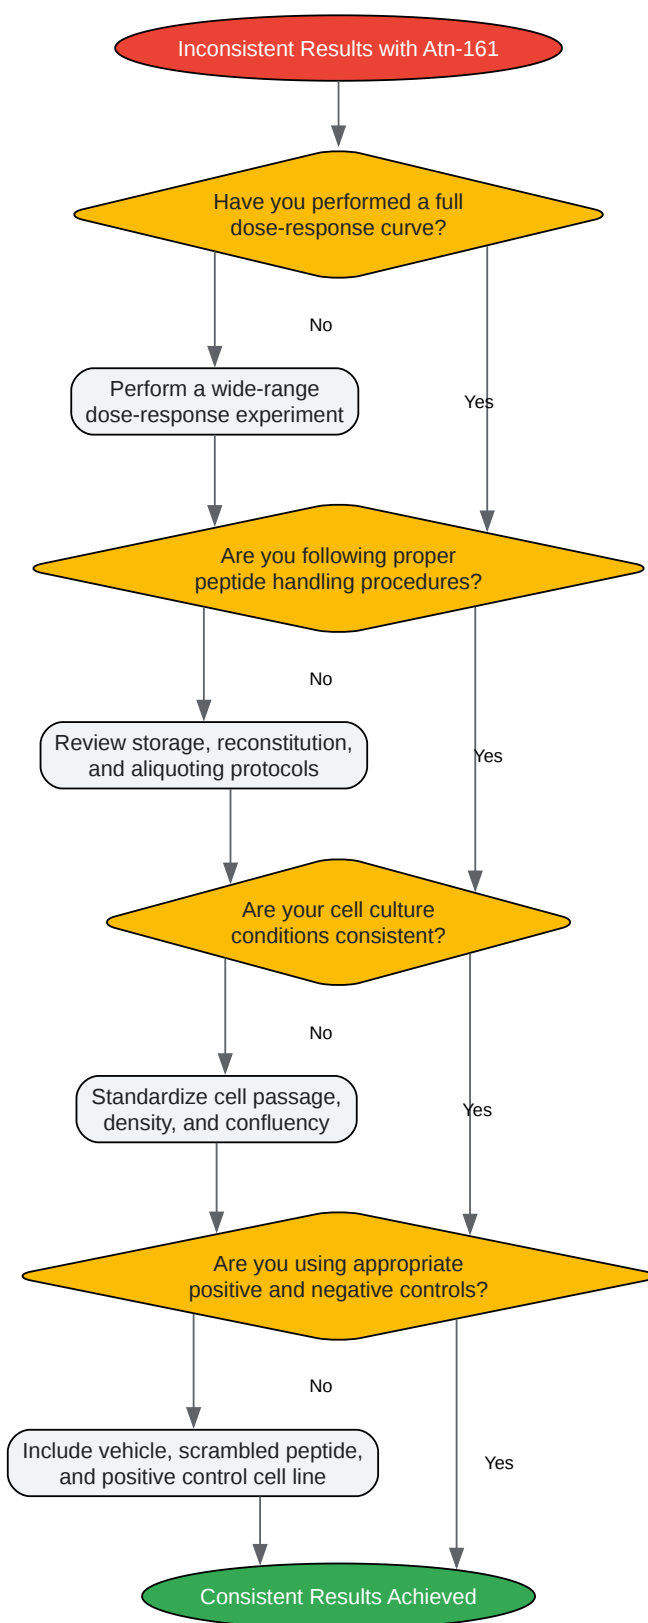 Inconsistent Results with Atn-161
Have you performed a full
dose-response curve?
No
Perform a wide-range
dose-response experiment
Yes
Are you following proper
peptide handling procedures?
No
Review storage, reconstitution,
and aliquoting protocols
Yes
Are your cell culture
conditions consistent?
No
Standardize cell passage,
density, and confluency
Yes
Are you using appropriate
positive and negative controls?
No
Include vehicle, scrambled peptide,
and positive control cell line
Yes
Consistent Results Achieved